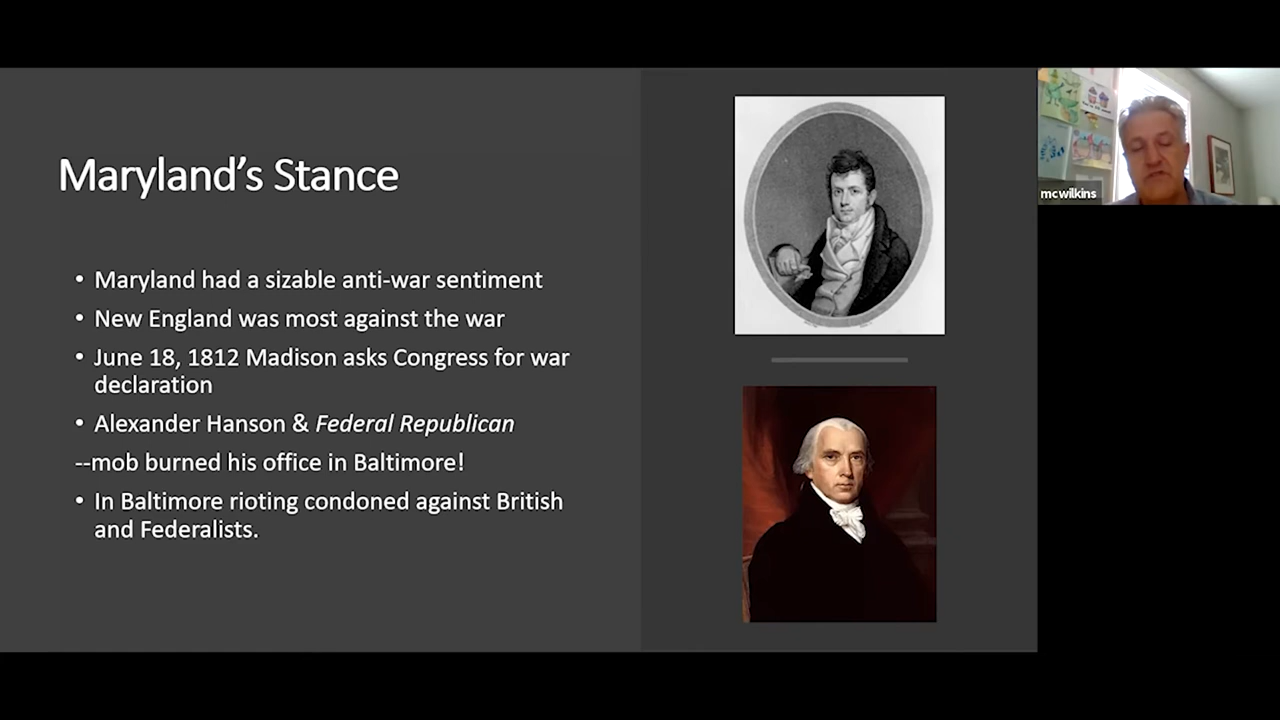 Maryland’s Stance
• Maryland had a sizable anti-war sentiment
• New England was most against the war
• June 18, 1812 Madison asks Congress for war
declaration
• Alexander Hanson & Federal Republican
--mob burned his office in Baltimore!
• In Baltimore rioting condoned against British
and Federalists.
mcwilkins